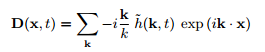 D(x, t) = ∑_k −i k/k h̃(k, t) exp (ik · x)